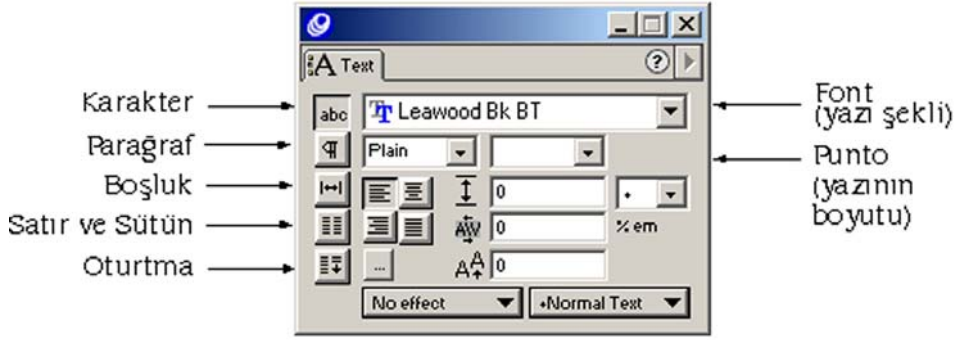 Text
Karakter
abc
Leawood Bk BT
Font
(yazı şekli)
Parağraf
Plain
Punto
(yazının
boyutu)
Boşluk
0
Satır ve Sütün
0
% em
Oturtma
...
0
No effect
Normal Text